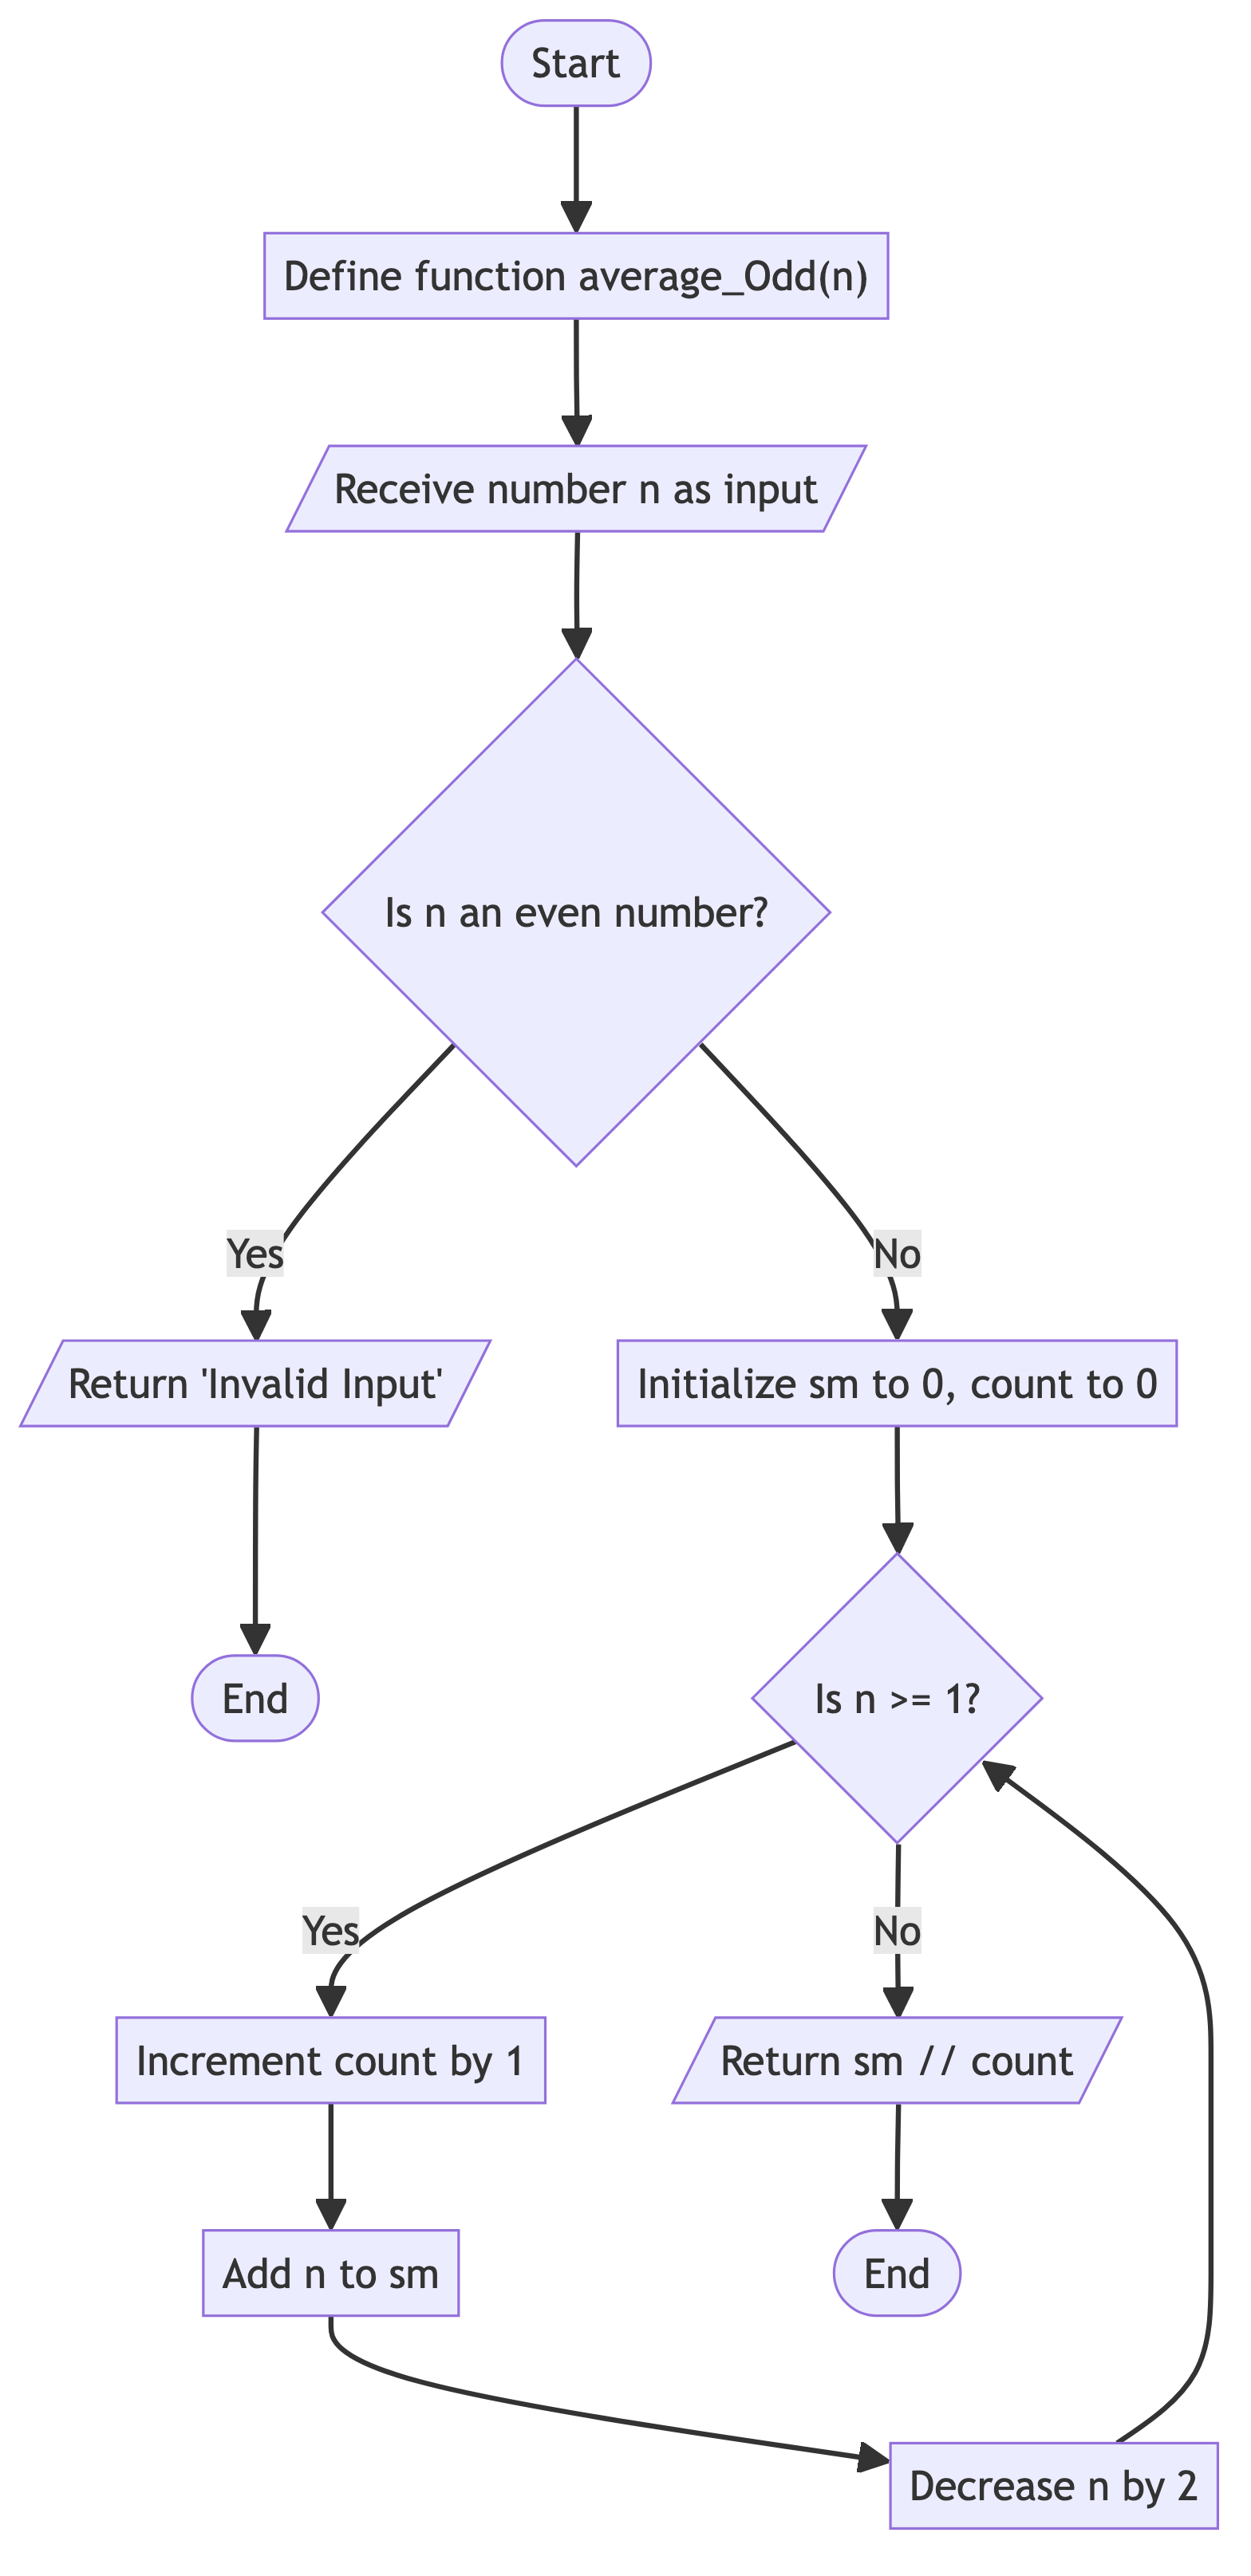 Start
Define function average_Odd(n)
Receive number n as input
Is n an even number?
Yes
No
Return 'Invalid Input'
Initialize sm to 0, count to 0
End
Is n >= 1?
Yes
No
Increment count by 1
Return sm // count
Add n to sm
End
Decrease n by 2